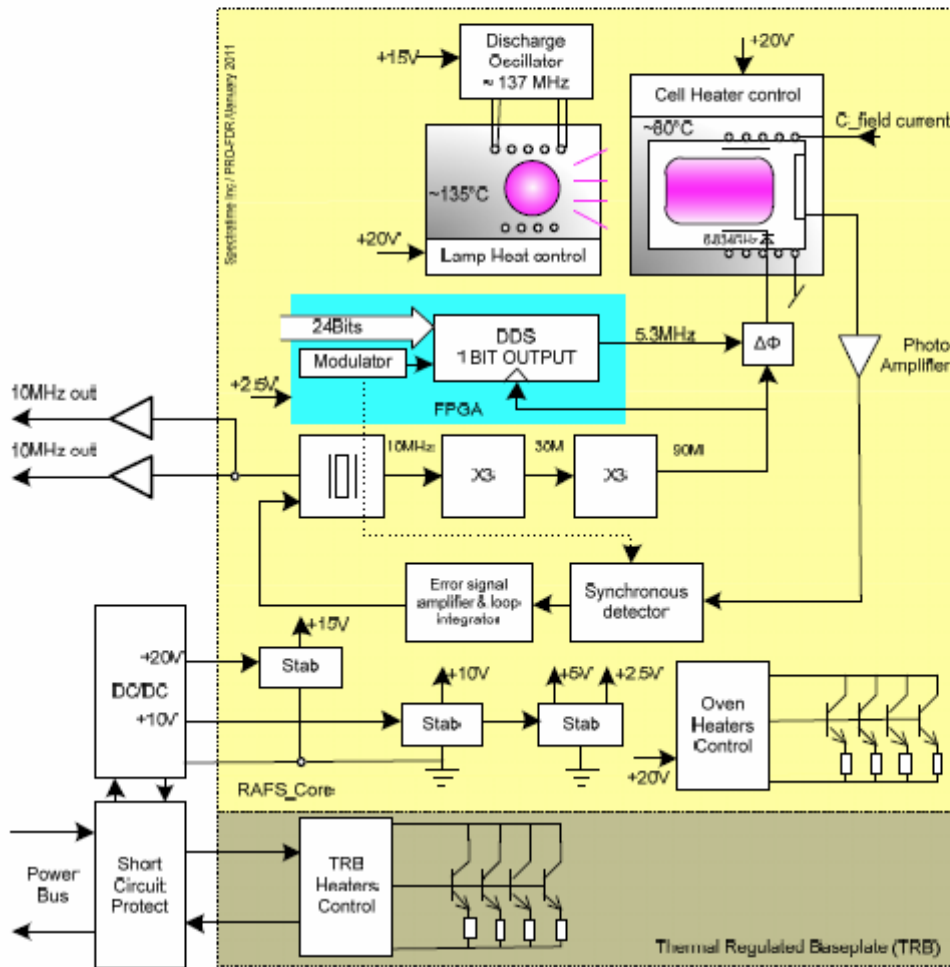 Spectratime Inc / PRO-FDR /January 2011
+15V
Discharge
Oscillator
≈ 137 MHz
+20V
Cell Heater control
~80°C
C_field current
~135°C
+20V
Lamp Heat control
6.834GHz
24Bits
Modulator
DDS
1 BIT OUTPUT
5.3MHz
ΔΦ
Photo
Amplifier
+2.5V
FPGA
10MHz out
10MHz out
10MHz
X3
30M
X3
90M
Error signal
amplifier & loop
integrator
Synchronous
detector
+15V
+20V
DC/DC
+10V
Stab
+10V
Stab
+5V
+2.5V
Stab
Oven
Heaters
Control
+20V
RAFS_Core
Power
Bus
Short
Circuit
Protect
TRB
Heaters
Control
Thermal Regulated Baseplate (TRB)